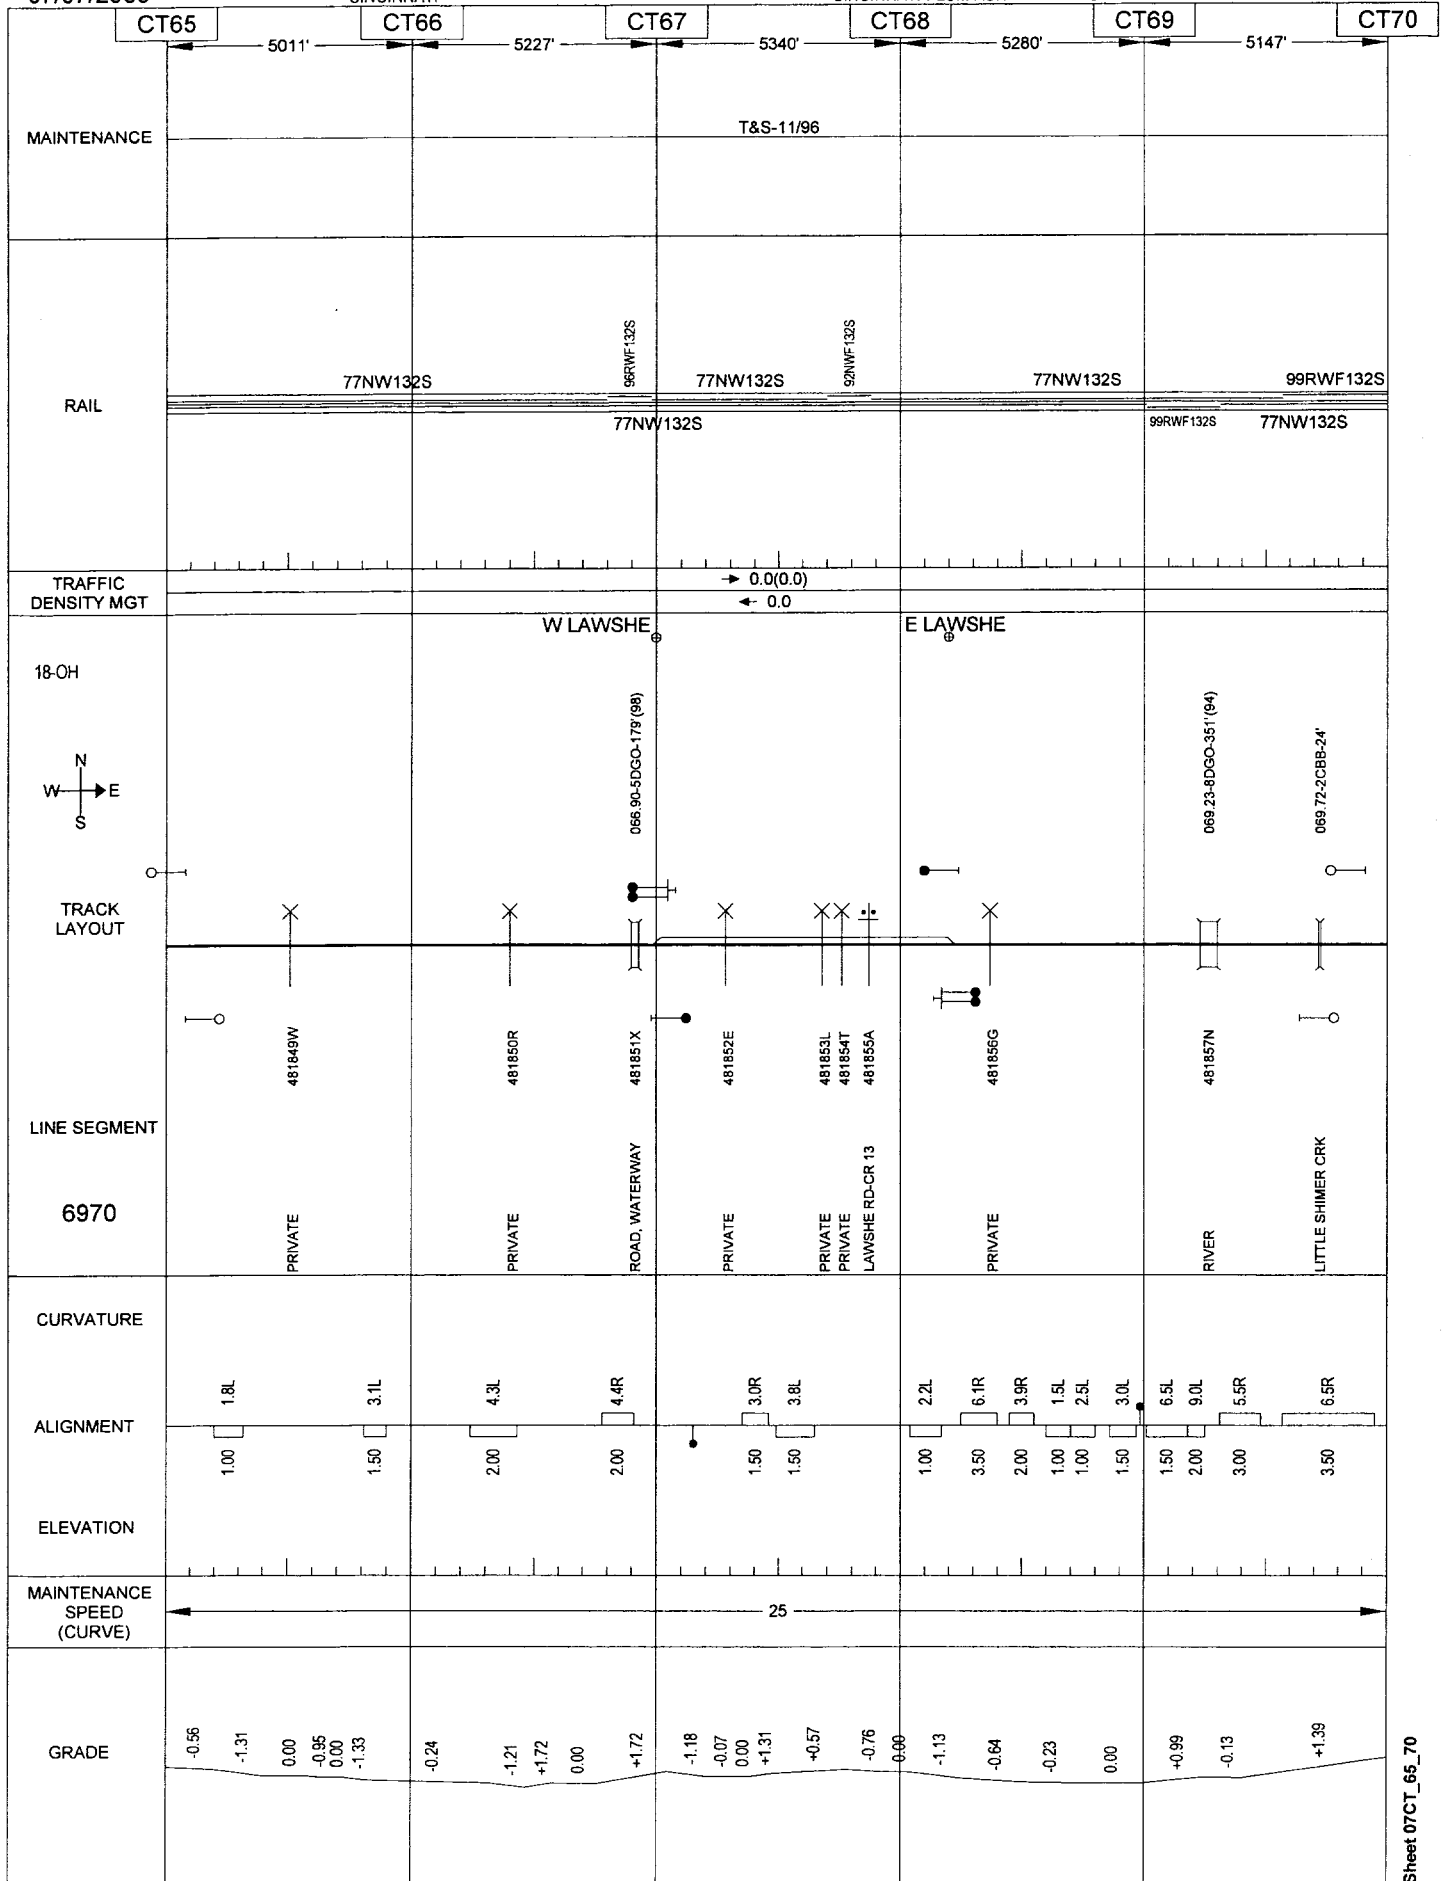 CT65 CT66 CT67 CT68 CT69 CT70
5011' 5227' 5340' 5280' 5147'
MAINTENANCE
T&S-11/96
RAIL
77NW132S 96RWF132S 77NW132S 92NWF132S 77NW132S 99RWF132S
77NW132S 99RWF132S 77NW132S
TRAFFIC
DENSITY MGT
0.0(0.0)
0.0
W LAWSHE E LAWSHE
18-OH
N
W E
S
066.90-5DGO-179'(98) 069.23-8DGO-351'(94) 069.72-2CBB-24'
TRACK
LAYOUT
481849W 481850R 481851X 481852E 481853L 481854T 481855A 481856G 481857N
LINE SEGMENT
6970
PRIVATE PRIVATE ROAD, WATERWAY PRIVATE PRIVATE PRIVATE LAWSHE RD-CR 13 PRIVATE RIVER LITTLE SHIMER CRK
CURVATURE
1.8L 3.1L 4.3L 4.4R 3.0R 3.8L 2.2L 6.1R 3.9R 1.5L 2.5L 3.0L 6.5L 9.0L 5.5R 6.5R
ALIGNMENT
1.00 1.50 2.00 2.00 1.50 1.50 1.00 3.50 2.00 1.00 1.00 1.50 1.50 2.00 3.00 3.50
ELEVATION
MAINTENANCE
SPEED
(CURVE)
25
GRADE
-0.56 -1.31 0.00 -0.95 0.00 -1.33 -0.24 -1.21 +1.72 0.00 +1.72 -1.18 -0.07 0.00 +1.31 +0.57 -0.76 0.00 -1.13 -0.64 -0.23 0.00 +0.99 -0.13 +1.39
Sheet 07CT_65_70